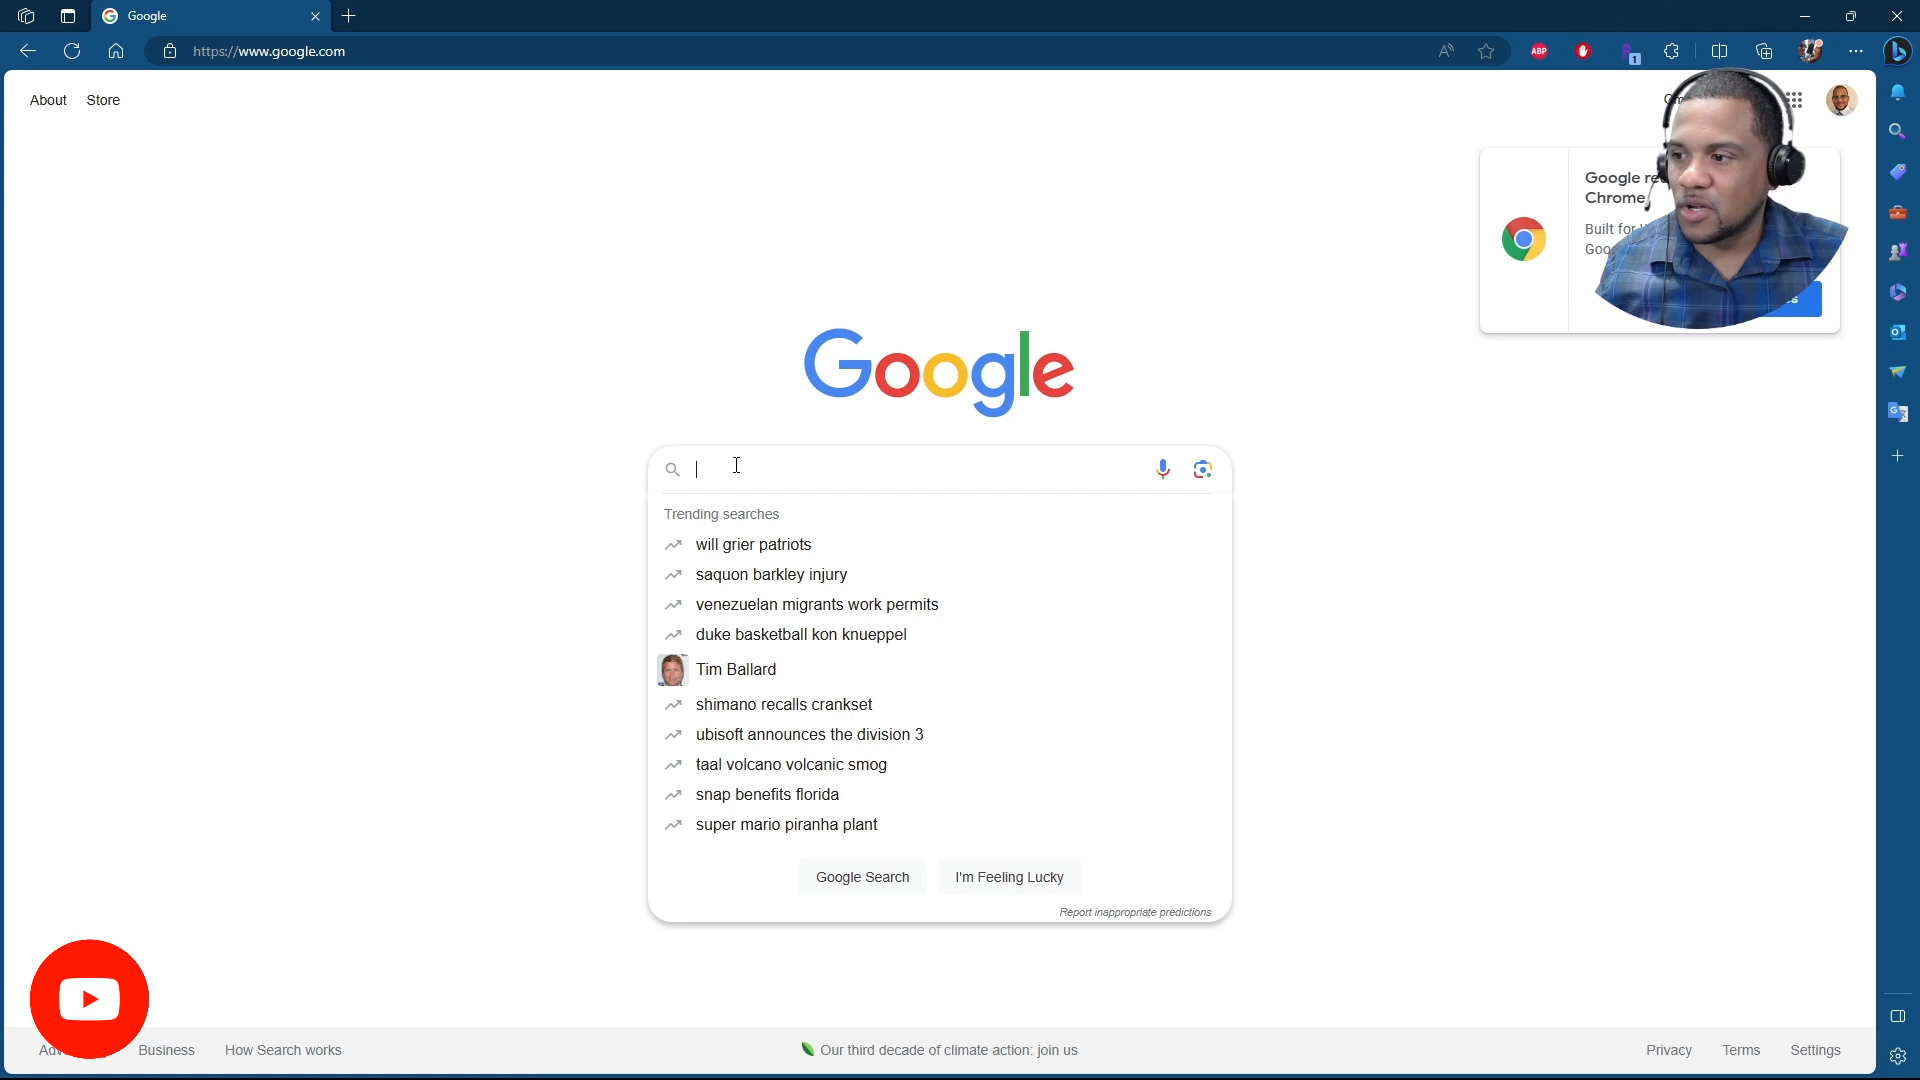 Google
https://www.google.com
ABP
1
About
Store
Google
Chrome
Built for
Google
Trending searches
will grier patriots
saquon barkley injury
venezuelan migrants work permits
duke basketball kon knueppel
Tim Ballard
shimano recalls crankset
ubisoft announces the division 3
taal volcano volcanic smog
snap benefits florida
super mario piranha plant
Google Search
I'm Feeling Lucky
Report inappropriate predictions
Business
How Search works
Our third decade of climate action: join us
Privacy
Terms
Settings